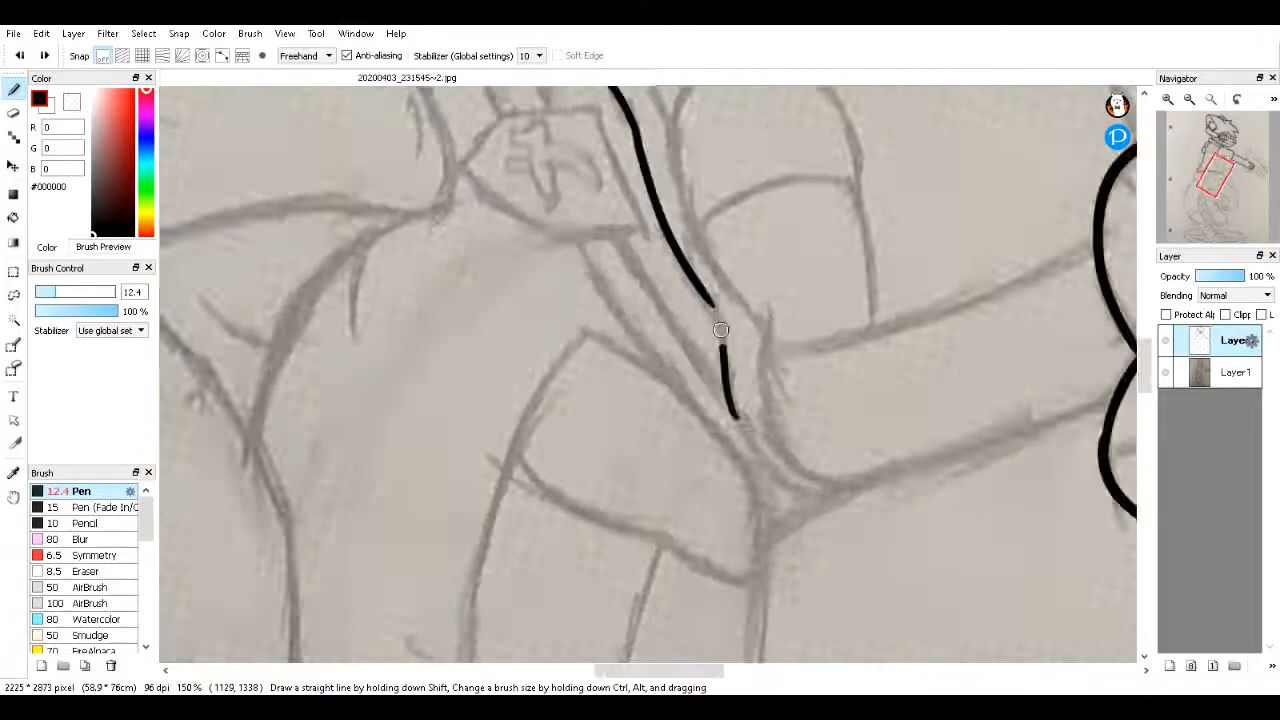 File Edit Layer Filter Select Snap Color Brush View Tool Window Help
Snap off Freehand Anti-aliasing Stabilizer (Global settings) 10 Soft Edge
Color 20200403_231545~2.jpg Navigator
R 0
G 0
B 0
#000000
Color Brush Preview
Brush Control Layer
12.4 Opacity 100 %
100 % Blending Normal
Stabilizer Use global set Protect Al Clipp L
Laye
Layer1
Brush
12.4 Pen
15 Pen (Fade In/O
10 Pencil
80 Blur
6.5 Symmetry
8.5 Eraser
50 AirBrush
100 AirBrush
80 Watercolor
50 Smudge
70 FireAlpaca
2225 * 2873 pixel (58.9 * 76cm) 96 dpi 150 % ( 1129, 1338 ) Draw a straight line by holding down Shift, Change a brush size by holding down Ctrl, Alt, and dragging